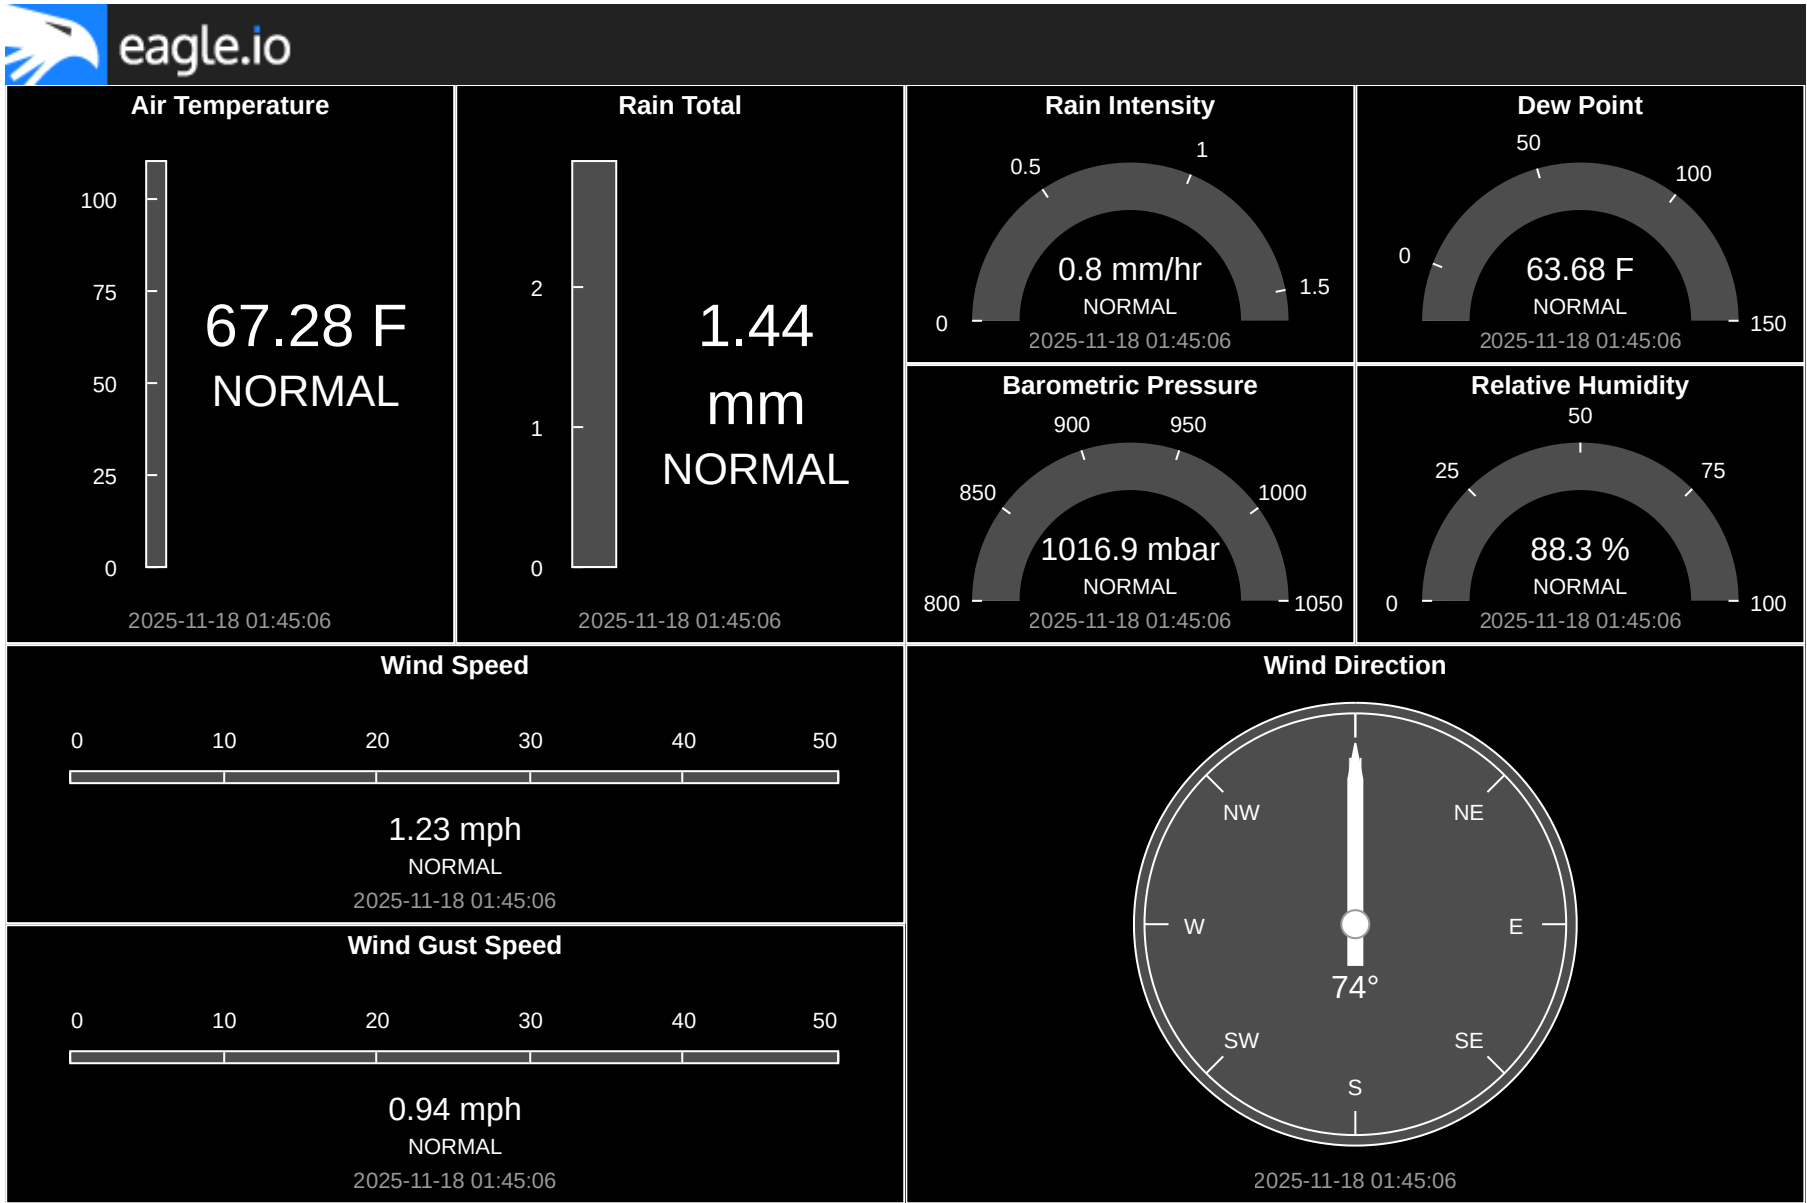 eagle.io
Air Temperature
100
75
50
25
0
67.28 F
NORMAL
2025-11-18 01:45:06
Rain Total
2
1
0
1.44
mm
NORMAL
2025-11-18 01:45:06
Rain Intensity
0
0.5
1
1.5
0.8 mm/hr
NORMAL
2025-11-18 01:45:06
Dew Point
0
50
100
150
63.68 F
NORMAL
2025-11-18 01:45:06
Barometric Pressure
800
850
900
950
1000
1050
1016.9 mbar
NORMAL
2025-11-18 01:45:06
Relative Humidity
0
25
50
75
100
88.3 %
NORMAL
2025-11-18 01:45:06
Wind Speed
0 10 20 30 40 50
1.23 mph
NORMAL
2025-11-18 01:45:06
Wind Gust Speed
0 10 20 30 40 50
0.94 mph
NORMAL
2025-11-18 01:45:06
Wind Direction
NW NE
W E
74°
SW SE
S
2025-11-18 01:45:06